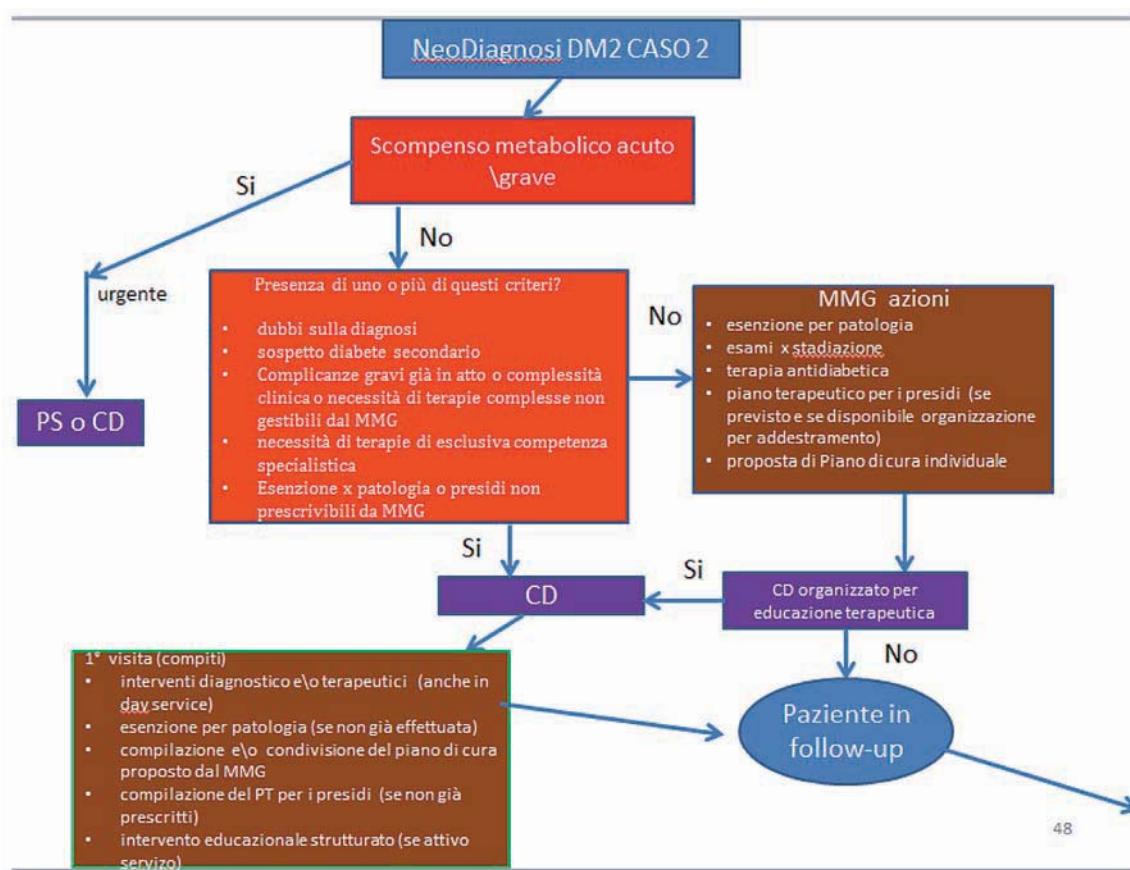 NeoDiagnosi DM2 CASO 2
Scompenso metabolico acuto
\grave
Si
No
urgente
PS o CD
Presenza di uno o più di questi criteri?
• dubbi sulla diagnosi
• sospetto diabete secondario
• Complicanze gravi già in atto o complessità
clinica o necessità di terapie complesse non
gestibili dal MMG
• necessità di terapie di esclusiva competenza
specialistica
• Esenzione x patologia o presidi non
prescrivibili da MMG
No
MMG azioni
• esenzione per patologia
• esami x stadiazione
• terapia antidiabetica
• piano terapeutico per i presidi (se
previsto e se disponibile organizzazione
per addestramento)
• proposta di Piano di cura individuale
Si
CD
Si
CD organizzato per
educazione terapeutica
No
1° visita (compiti)
• interventi diagnostico e\o terapeutici (anche in
day service)
• esenzione per patologia (se non già effettuata)
• compilazione e\o condivisione del piano di cura
proposto dal MMG
• compilazione del PT per i presidi (se non già
prescritti)
• intervento educazionale strutturato (se attivo
servizo)
Paziente in
follow-up
48